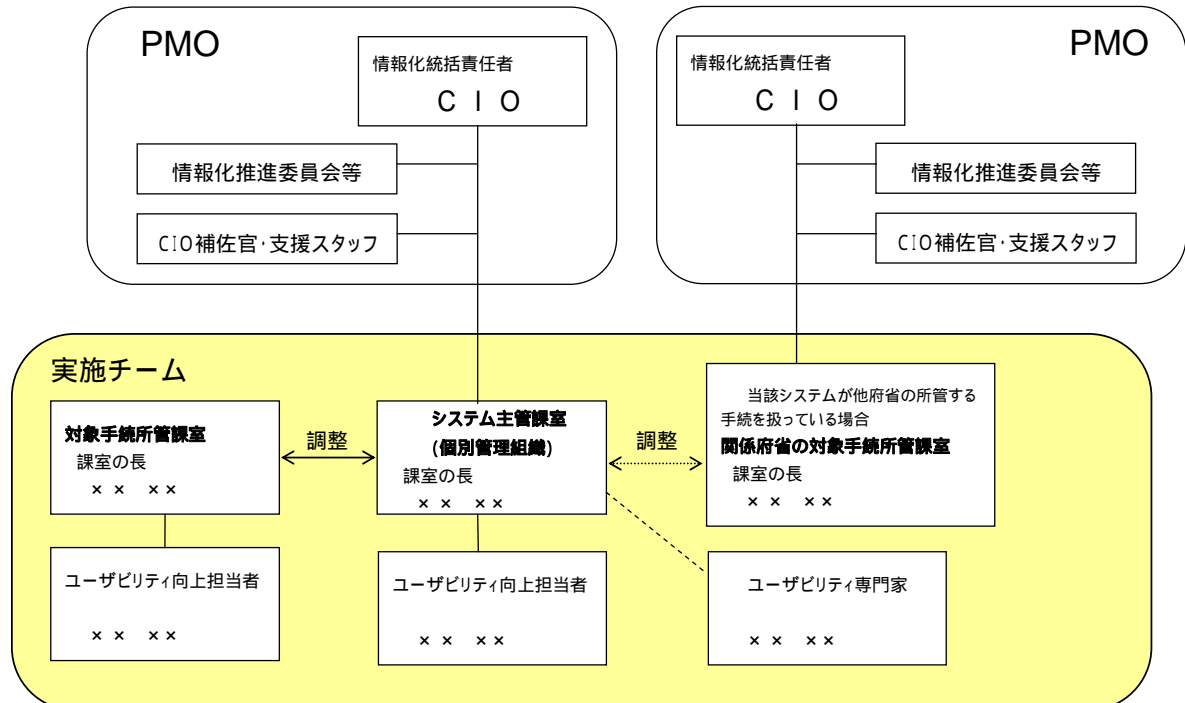 PMO
情報化統括責任者
ＣＩＯ
情報化推進委員会等
CIO補佐官・支援スタッフ
PMO
情報化統括責任者
ＣＩＯ
情報化推進委員会等
CIO補佐官・支援スタッフ
実施チーム
対象手続所管課室
課室の長
×× ××
調整
システム主管課室
(個別管理組織)
課室の長
×× ××
調整
当該システムが他府省の所管する
手続を扱っている場合
関係府省の対象手続所管課室
課室の長
×× ××
ユーザビリティ向上担当者
×× ××
ユーザビリティ向上担当者
×× ××
ユーザビリティ専門家
×× ××